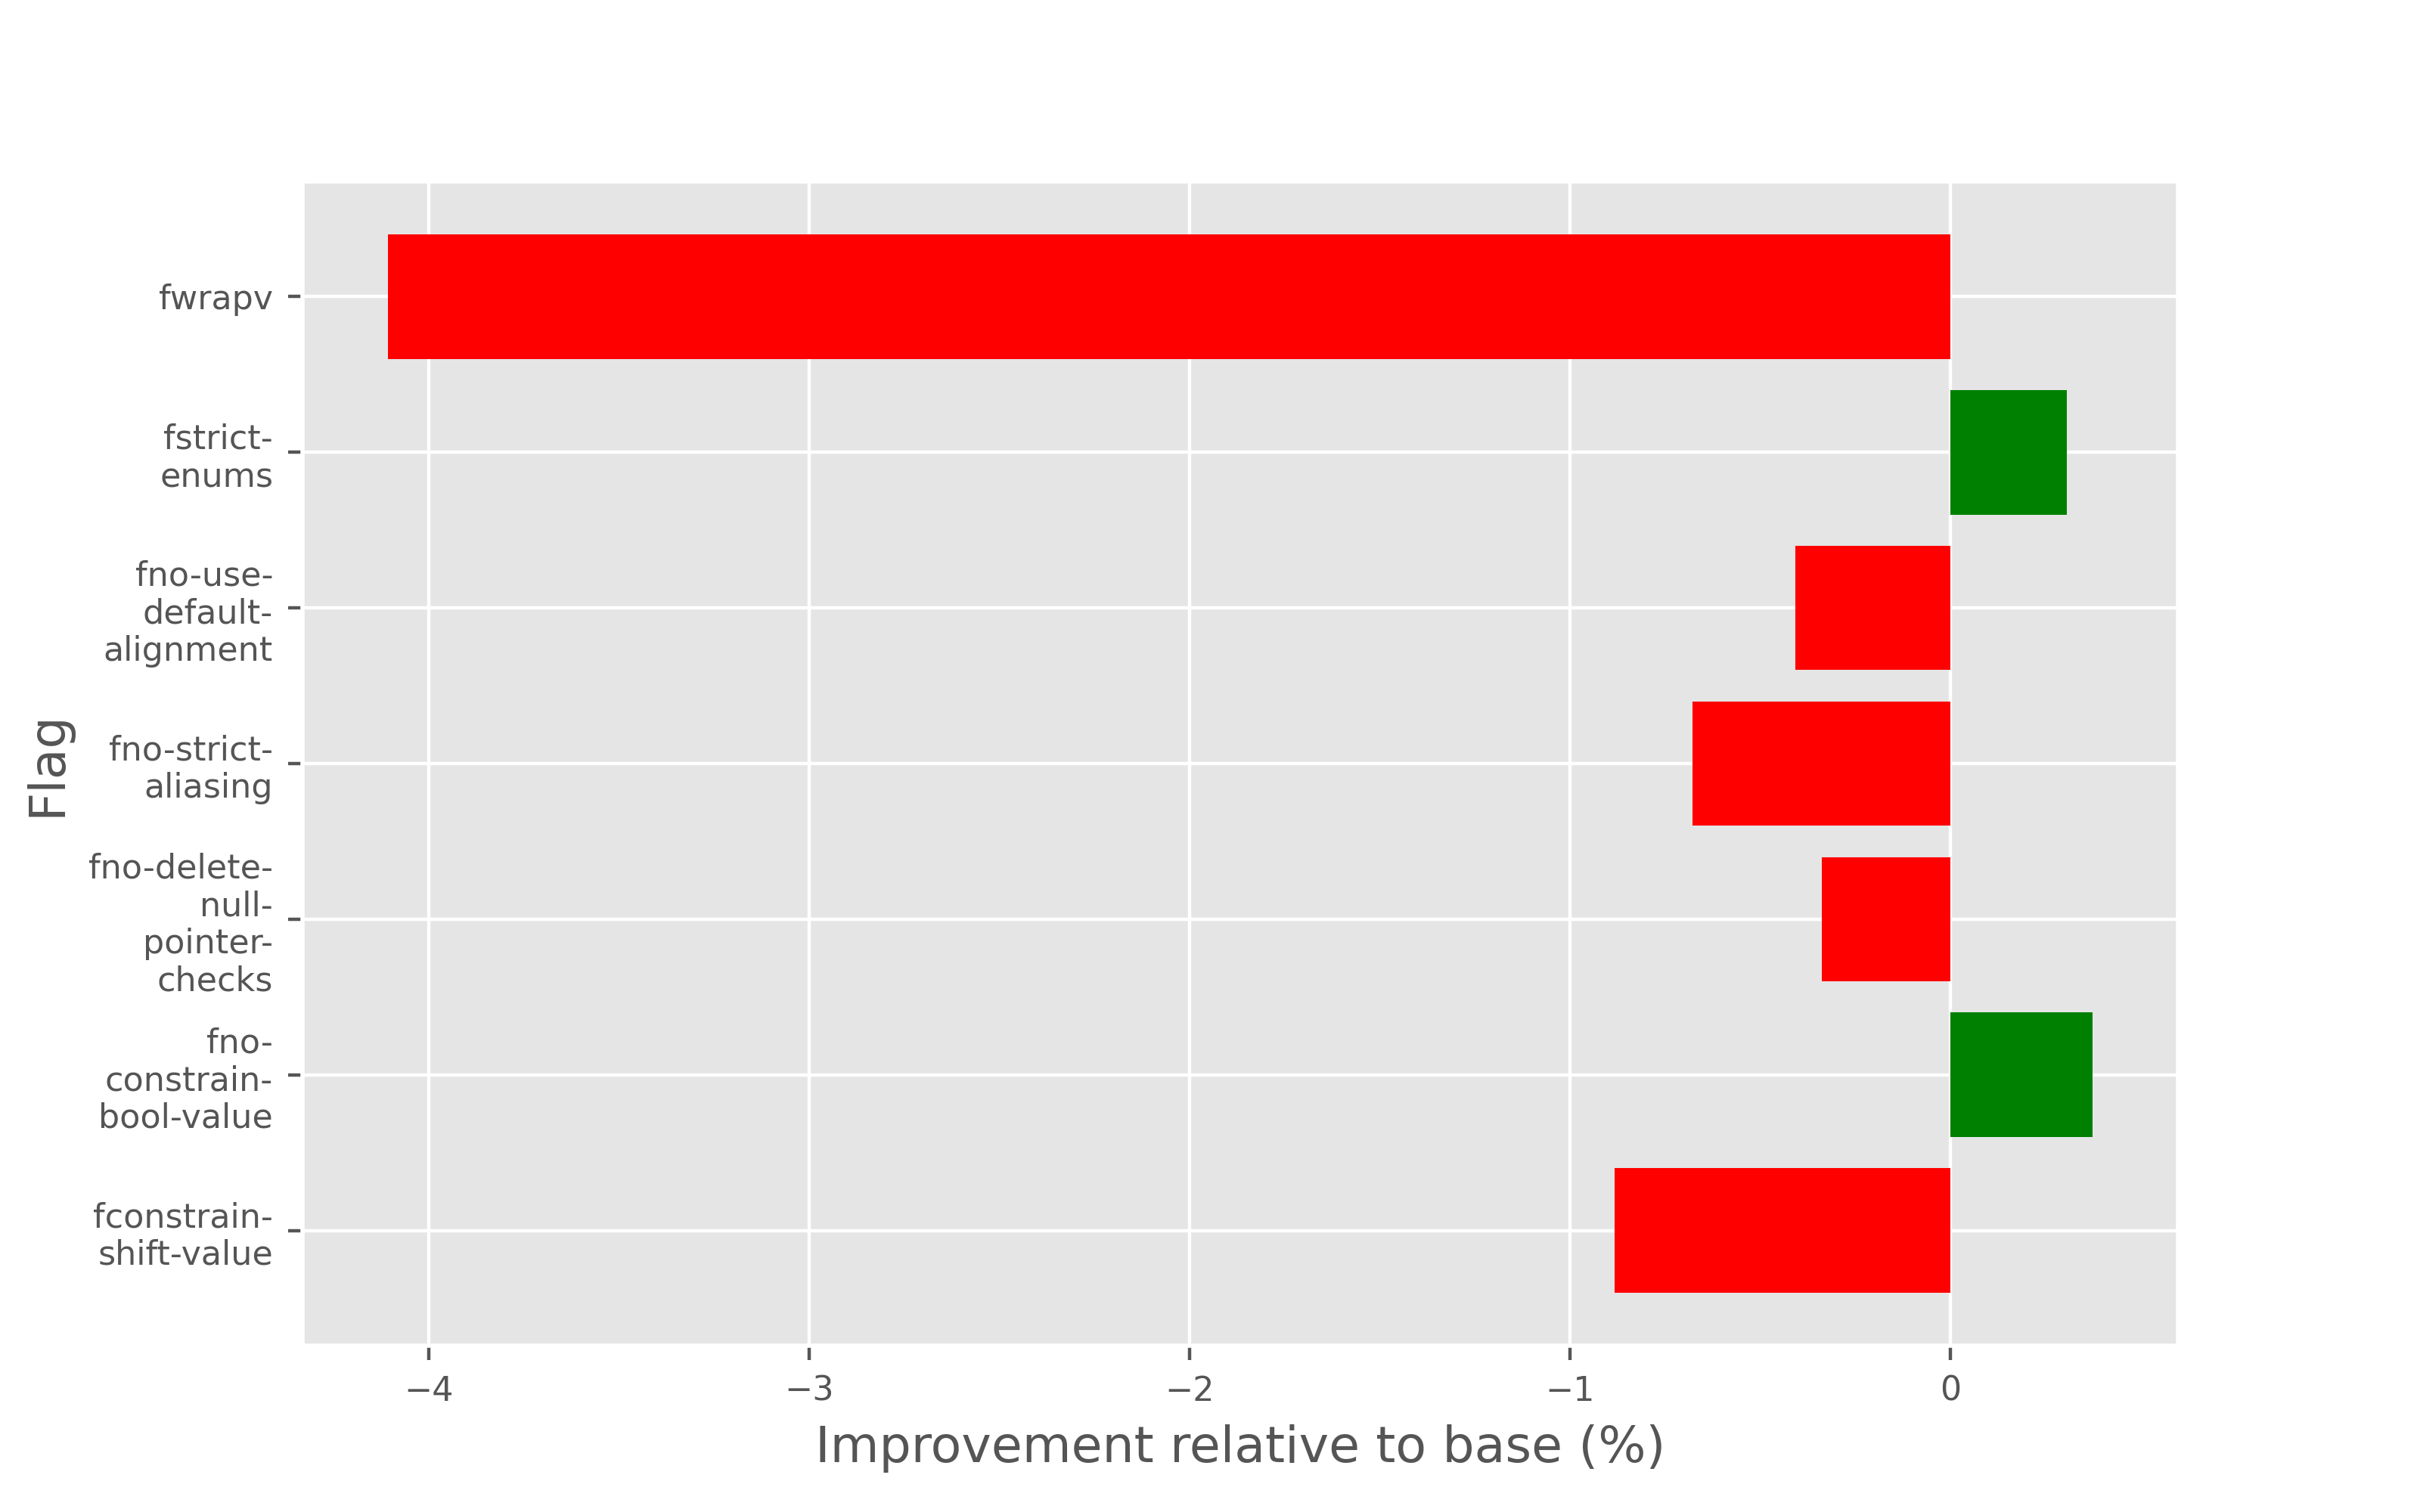 fwrapv
fstrict-
enums
fno-use-
default-
alignment
Flag
fno-strict-
aliasing
fno-delete-
null-
pointer-
checks
fno-
constrain-
bool-value
fconstrain-
shift-value
−4 −3 −2 −1 0
Improvement relative to base (%)